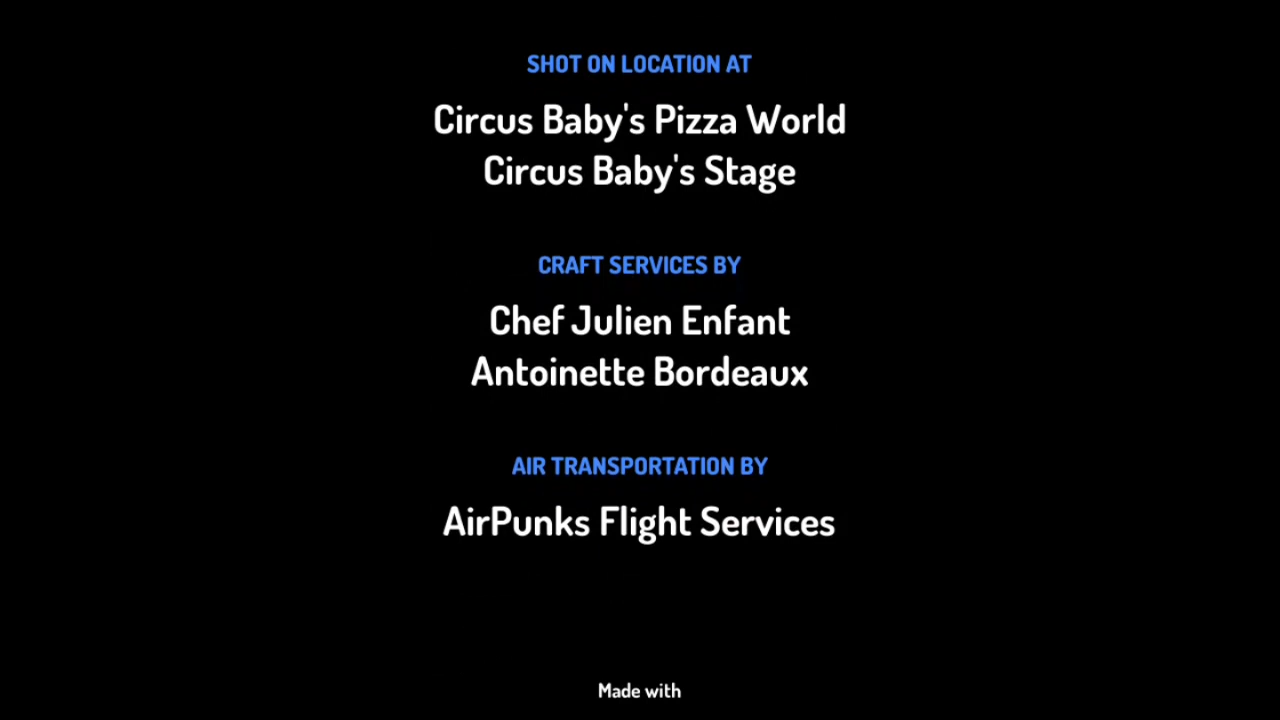 SHOT ON LOCATION AT
Circus Baby's Pizza World
Circus Baby's Stage
CRAFT SERVICES BY
Chef Julien Enfant
Antoinette Bordeaux
AIR TRANSPORTATION BY
AirPunks Flight Services
Made with